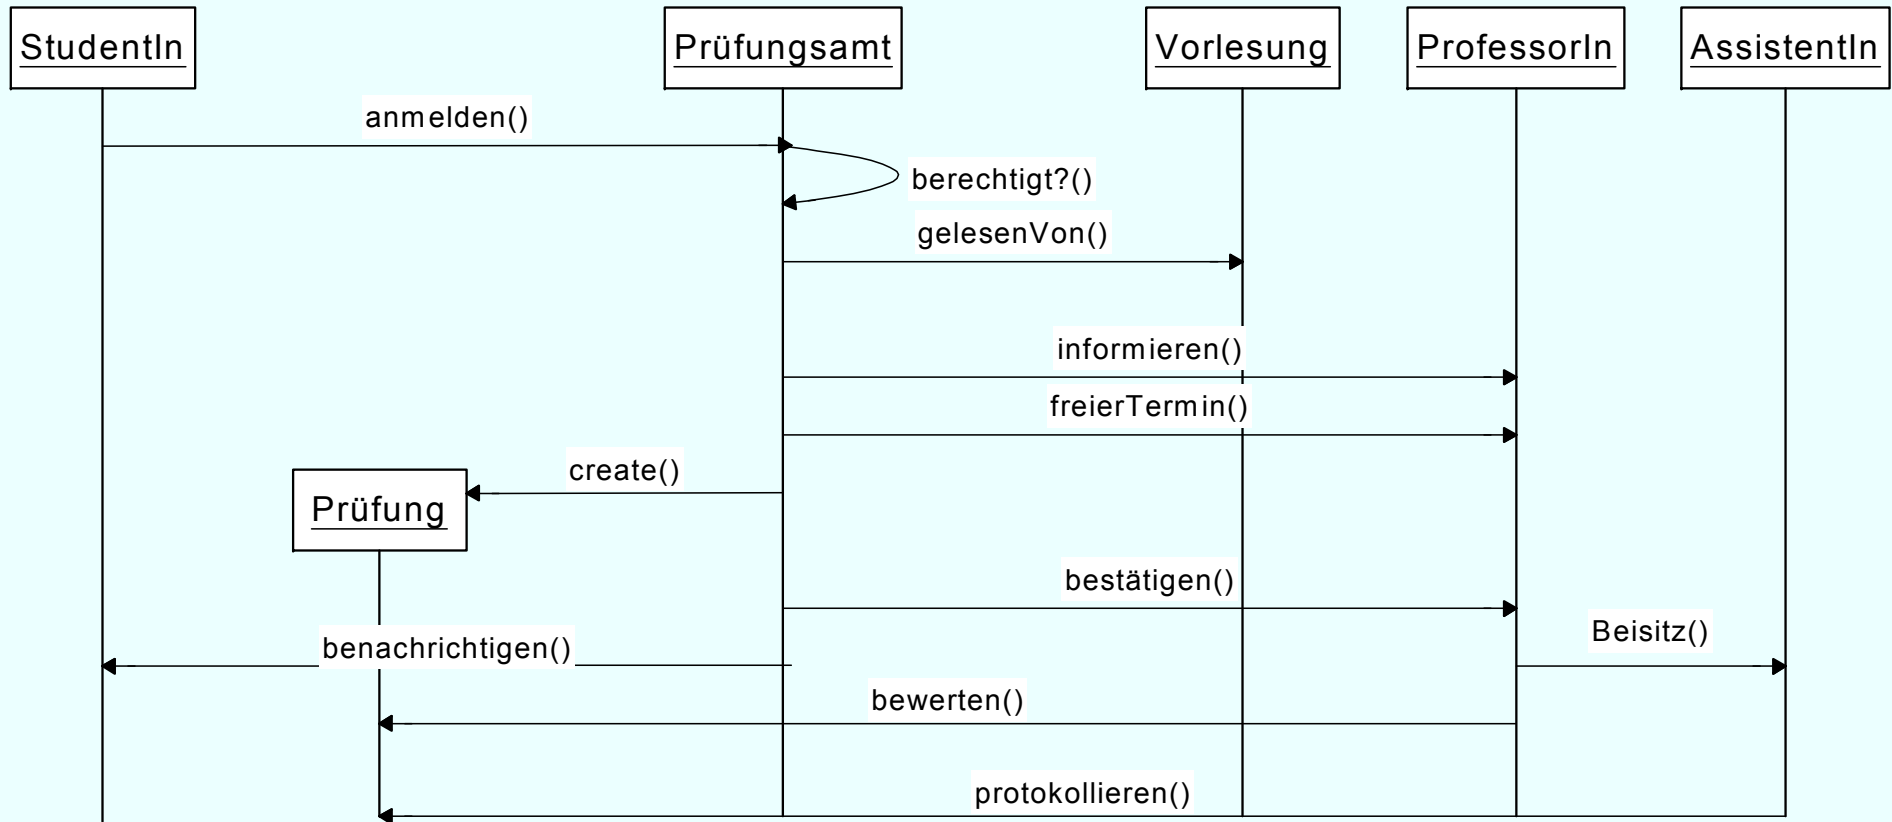 StudentIn
Prüfungsamt
Vorlesung
ProfessorIn
AssistentIn
anmelden()
berechtigt?()
gelesenVon()
informieren()
freierTermin()
create()
Prüfung
bestätigen()
benachrichtigen()
Beisitz()
bewerten()
protokollieren()